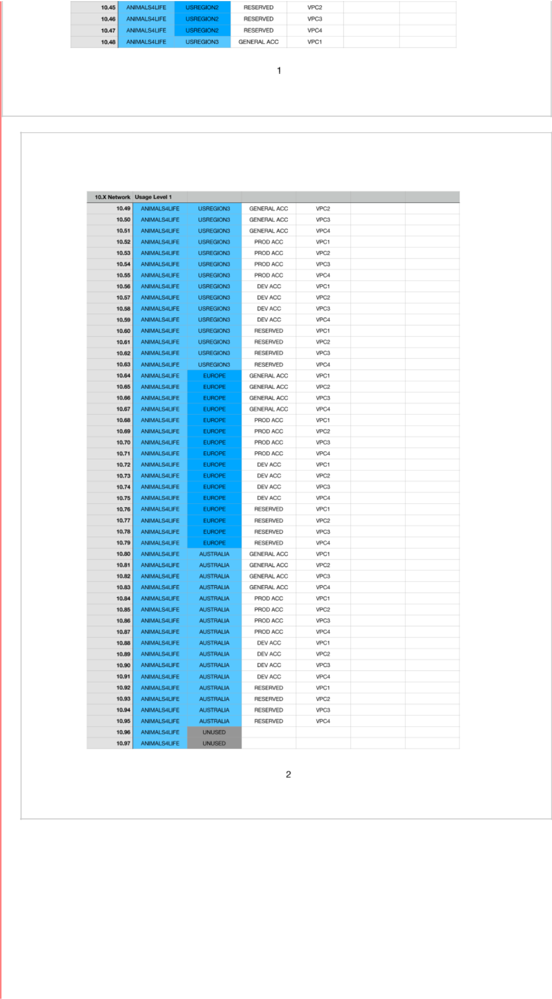 10.45 ANIMALS4LIFE USREGION2 RESERVED VPC2
10.46 ANIMALS4LIFE USREGION2 RESERVED VPC3
10.47 ANIMALS4LIFE USREGION2 RESERVED VPC4
10.48 ANIMALS4LIFE USREGION3 GENERAL ACC VPC1
1
10.X Network Usage Level 1
10.49 ANIMALS4LIFE USREGION3 GENERAL ACC VPC2
10.50 ANIMALS4LIFE USREGION3 GENERAL ACC VPC3
10.51 ANIMALS4LIFE USREGION3 GENERAL ACC VPC4
10.52 ANIMALS4LIFE USREGION3 PROD ACC VPC1
10.53 ANIMALS4LIFE USREGION3 PROD ACC VPC2
10.54 ANIMALS4LIFE USREGION3 PROD ACC VPC3
10.55 ANIMALS4LIFE USREGION3 PROD ACC VPC4
10.56 ANIMALS4LIFE USREGION3 DEV ACC VPC1
10.57 ANIMALS4LIFE USREGION3 DEV ACC VPC2
10.58 ANIMALS4LIFE USREGION3 DEV ACC VPC3
10.59 ANIMALS4LIFE USREGION3 DEV ACC VPC4
10.60 ANIMALS4LIFE USREGION3 RESERVED VPC1
10.61 ANIMALS4LIFE USREGION3 RESERVED VPC2
10.62 ANIMALS4LIFE USREGION3 RESERVED VPC3
10.63 ANIMALS4LIFE USREGION3 RESERVED VPC4
10.64 ANIMALS4LIFE EUROPE GENERAL ACC VPC1
10.65 ANIMALS4LIFE EUROPE GENERAL ACC VPC2
10.66 ANIMALS4LIFE EUROPE GENERAL ACC VPC3
10.67 ANIMALS4LIFE EUROPE GENERAL ACC VPC4
10.68 ANIMALS4LIFE EUROPE PROD ACC VPC1
10.69 ANIMALS4LIFE EUROPE PROD ACC VPC2
10.70 ANIMALS4LIFE EUROPE PROD ACC VPC3
10.71 ANIMALS4LIFE EUROPE PROD ACC VPC4
10.72 ANIMALS4LIFE EUROPE DEV ACC VPC1
10.73 ANIMALS4LIFE EUROPE DEV ACC VPC2
10.74 ANIMALS4LIFE EUROPE DEV ACC VPC3
10.75 ANIMALS4LIFE EUROPE DEV ACC VPC4
10.76 ANIMALS4LIFE EUROPE RESERVED VPC1
10.77 ANIMALS4LIFE EUROPE RESERVED VPC2
10.78 ANIMALS4LIFE EUROPE RESERVED VPC3
10.79 ANIMALS4LIFE EUROPE RESERVED VPC4
10.80 ANIMALS4LIFE AUSTRALIA GENERAL ACC VPC1
10.81 ANIMALS4LIFE AUSTRALIA GENERAL ACC VPC2
10.82 ANIMALS4LIFE AUSTRALIA GENERAL ACC VPC3
10.83 ANIMALS4LIFE AUSTRALIA GENERAL ACC VPC4
10.84 ANIMALS4LIFE AUSTRALIA PROD ACC VPC1
10.85 ANIMALS4LIFE AUSTRALIA PROD ACC VPC2
10.86 ANIMALS4LIFE AUSTRALIA PROD ACC VPC3
10.87 ANIMALS4LIFE AUSTRALIA PROD ACC VPC4
10.88 ANIMALS4LIFE AUSTRALIA DEV ACC VPC1
10.89 ANIMALS4LIFE AUSTRALIA DEV ACC VPC2
10.90 ANIMALS4LIFE AUSTRALIA DEV ACC VPC3
10.91 ANIMALS4LIFE AUSTRALIA DEV ACC VPC4
10.92 ANIMALS4LIFE AUSTRALIA RESERVED VPC1
10.93 ANIMALS4LIFE AUSTRALIA RESERVED VPC2
10.94 ANIMALS4LIFE AUSTRALIA RESERVED VPC3
10.95 ANIMALS4LIFE AUSTRALIA RESERVED VPC4
10.96 ANIMALS4LIFE UNUSED
10.97 ANIMALS4LIFE UNUSED
2